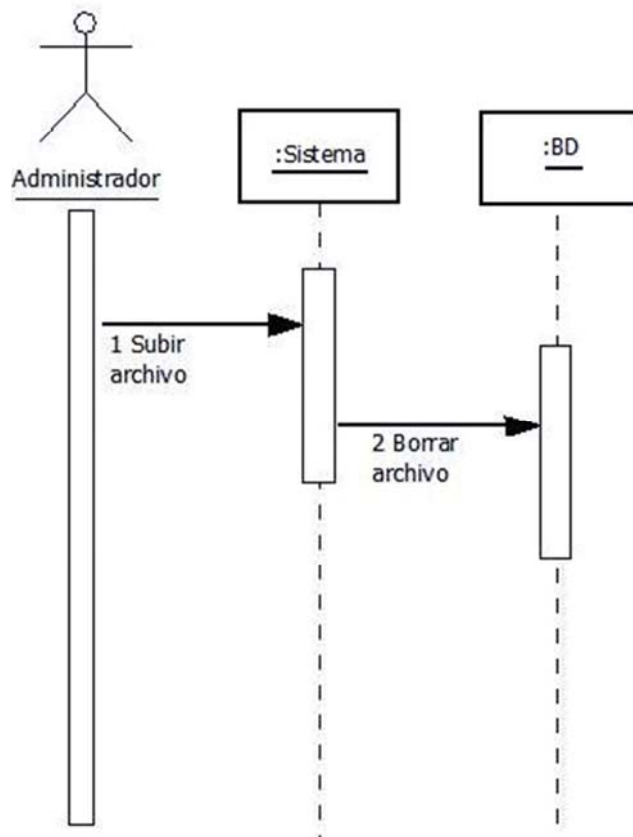 Administrador
:Sistema
:BD
1 Subir
archivo
2 Borrar
archivo